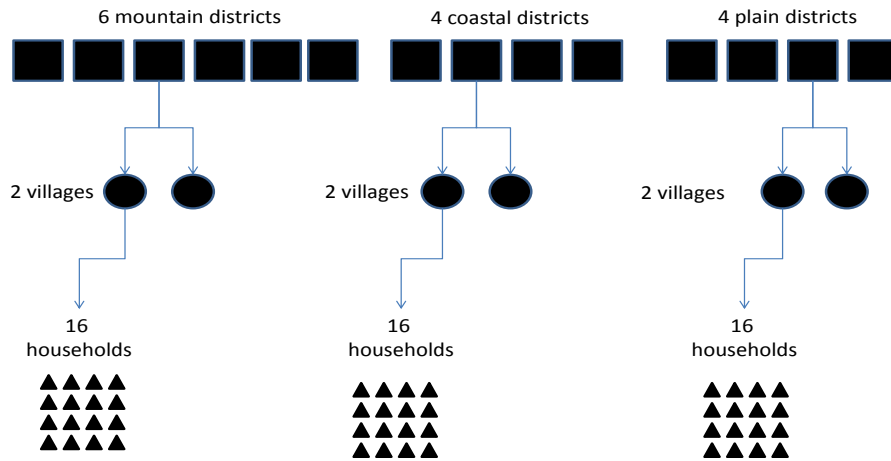 6 mountain districts
4 coastal districts
4 plain districts
2 villages
2 villages
2 villages
16
households
16
households
16
households